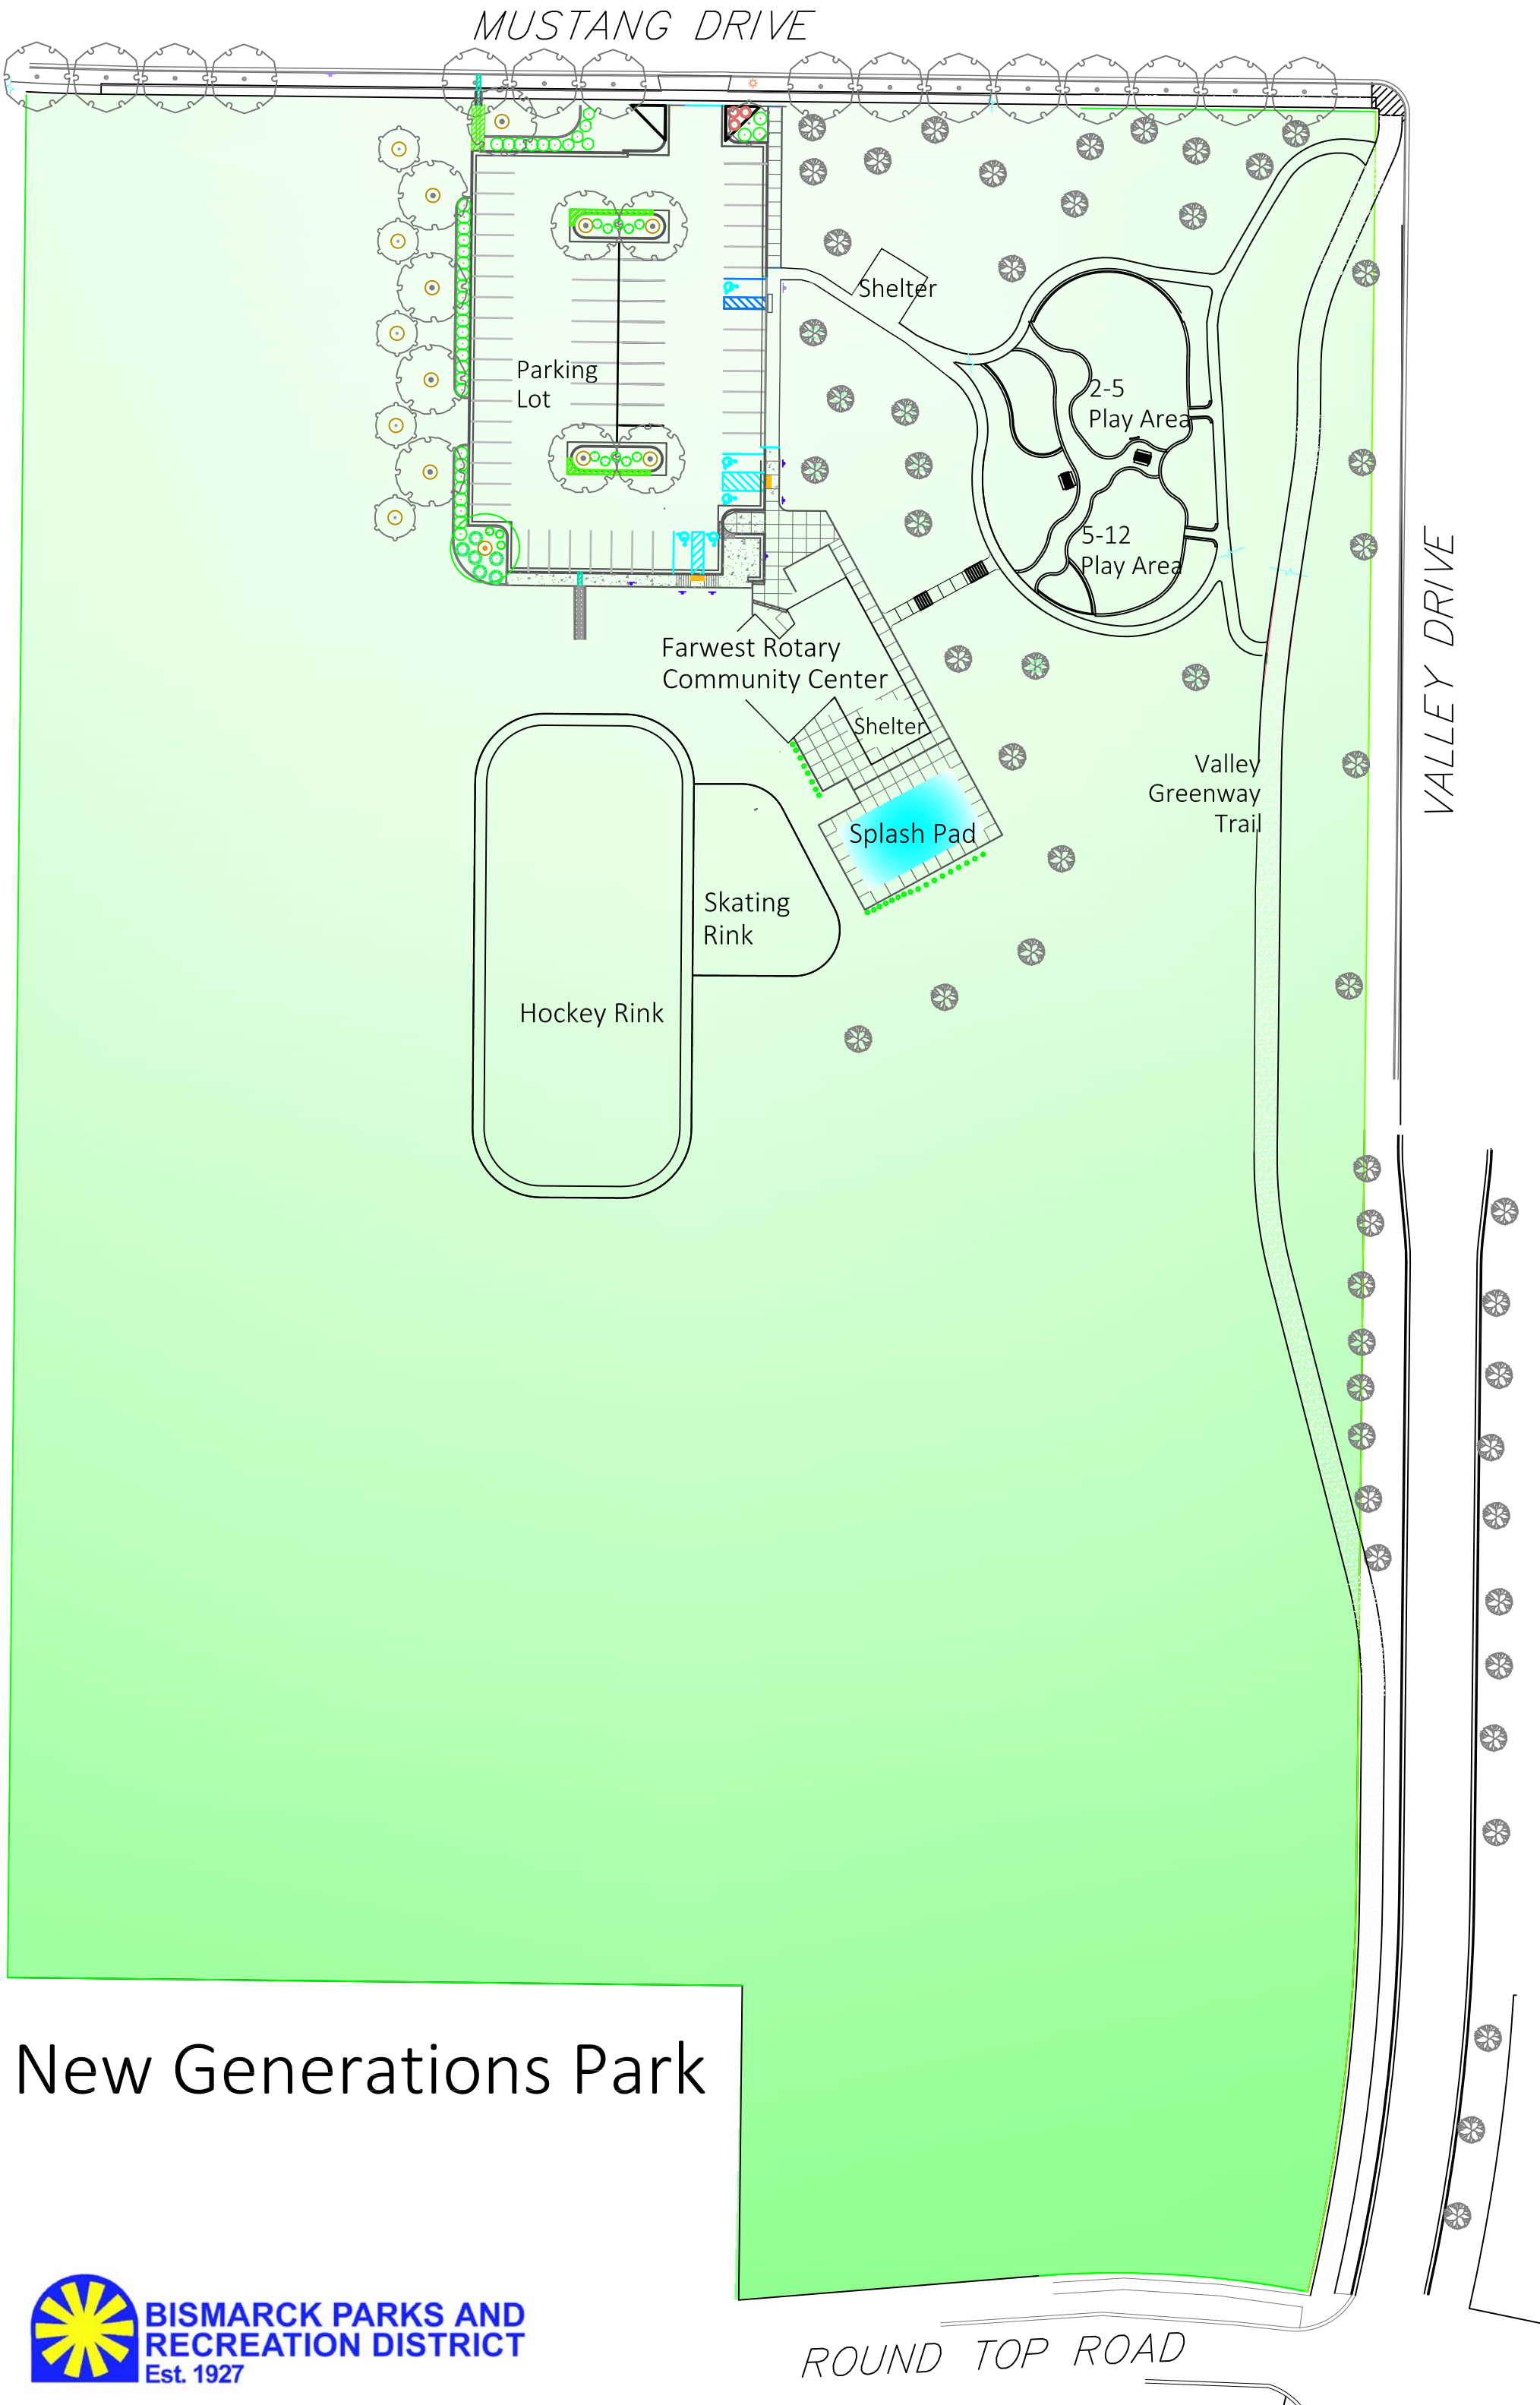 MUSTANG DRIVE
Shelter
Parking
Lot
2-5
Play Area
5-12
Play Area
VALLEY DRIVE
Farwest Rotary
Community Center
Shelter
Valley
Greenway
Trail
Splash Pad
Skating
Rink
Hockey Rink
New Generations Park
BISMARCK PARKS AND
RECREATION DISTRICT
Est. 1927
ROUND TOP ROAD